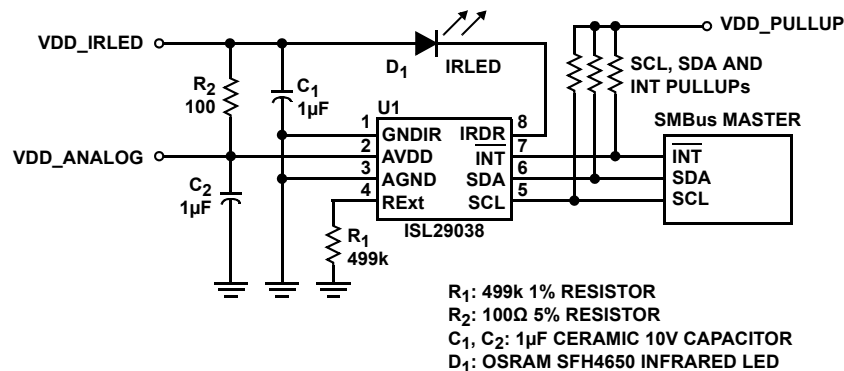 VDD_IRLED
VDD_PULLUP
D1 IRLED
SCL, SDA AND
INT PULLUPs
R2
100
C1
1µF
U1
SMBus MASTER
VDD_ANALOG
1 GNDIR
2 AVDD
3 AGND
4 RExt
IRDR 8
INT 7
SDA 6
SCL 5
INT
SDA
SCL
C2
1µF
R1
499k
ISL29038
R1: 499k 1% RESISTOR
R2: 100Ω 5% RESISTOR
C1, C2: 1µF CERAMIC 10V CAPACITOR
D1: OSRAM SFH4650 INFRARED LED